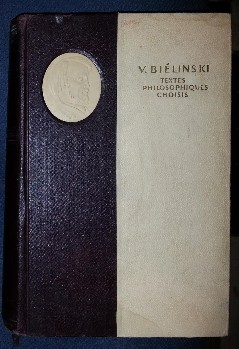 V. BIÉLINSKI
TEXTES
PHILOSOPHIQUES
CHOISIS